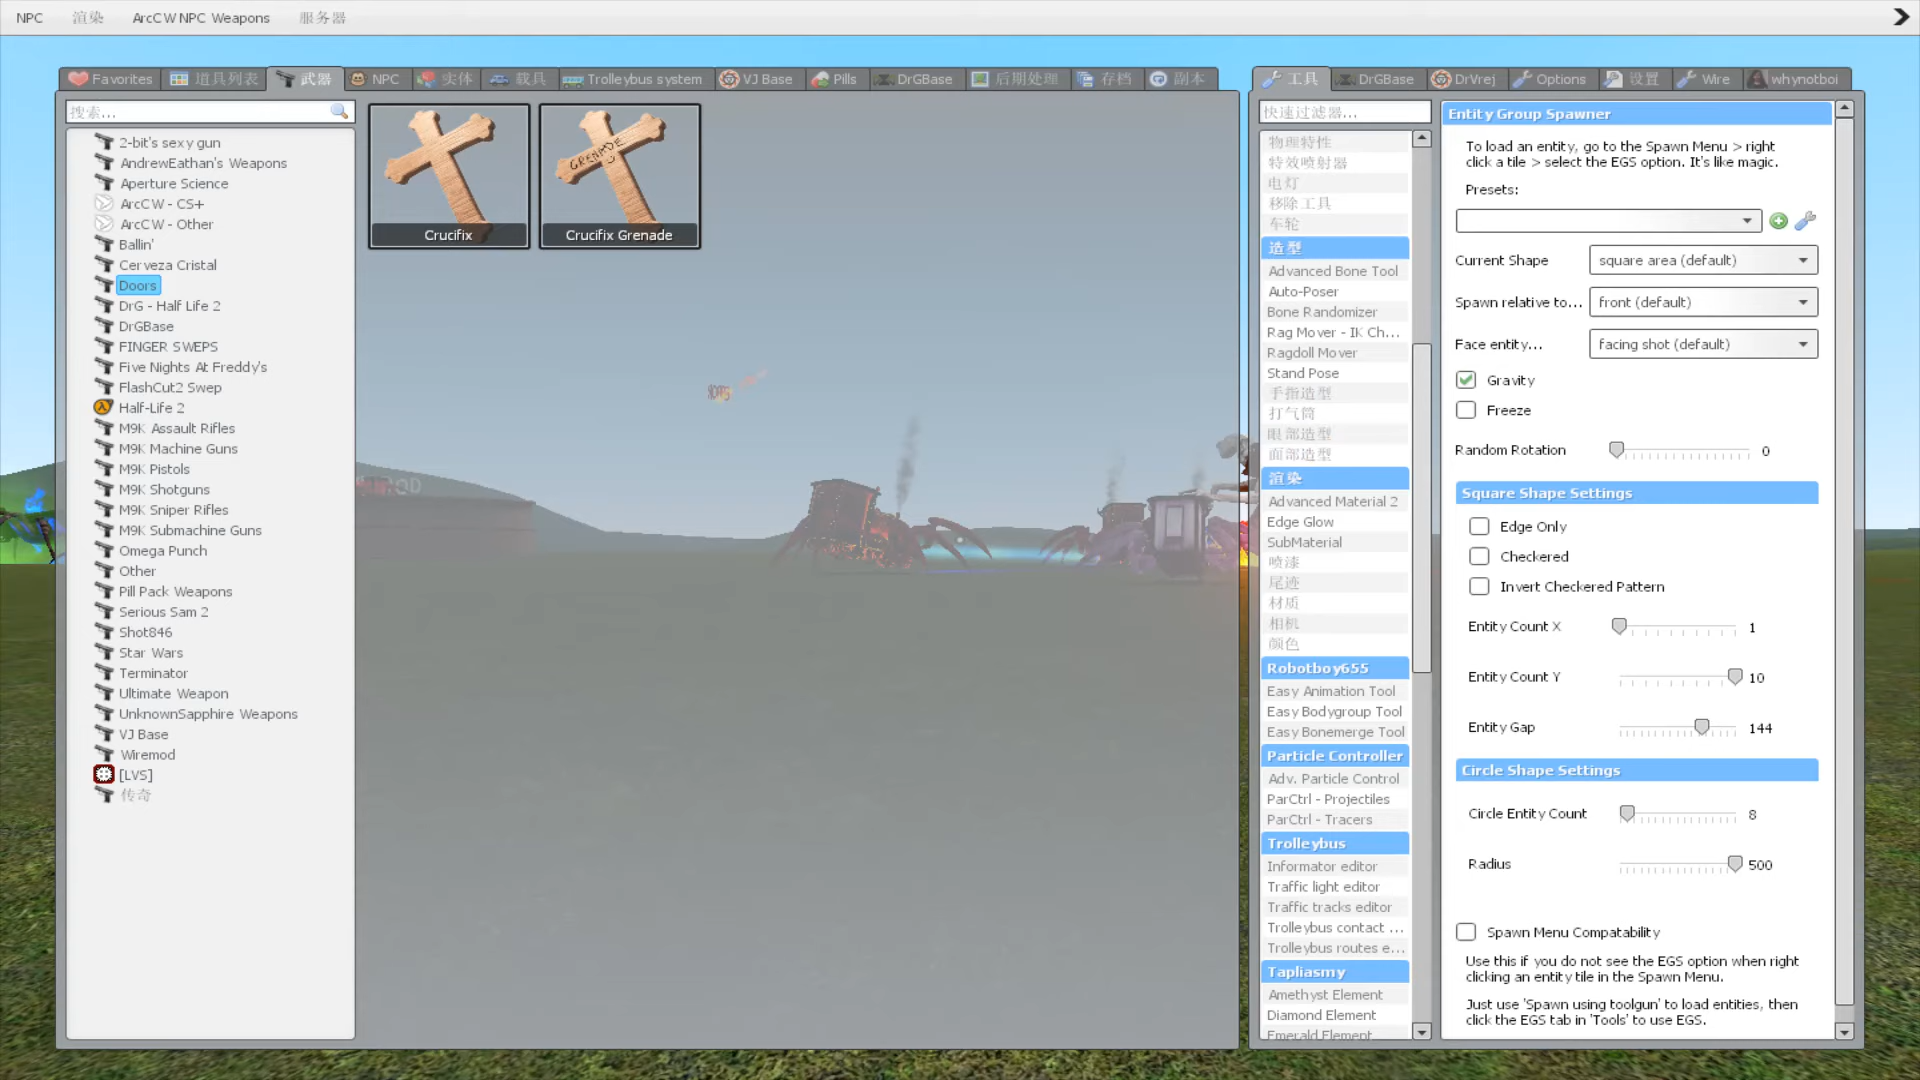 NPC
渲染
ArcCW NPC Weapons
服务器
Favorites
道具列表
武器
NPC
实体
载具
Trolleybus system
VJ Base
Pills
DrGBase
后期处理
存档
副本
搜索...
2-bit's sexy gun
AndrewEathan's Weapons
Aperture Science
ArcCW - CS+
ArcCW - Other
Ballin'
Cerveza Cristal
Doors
DrG - Half Life 2
DrGBase
FINGER SWEPS
Five Nights At Freddy's
FlashCut2 Swep
Half-Life 2
M9K Assault Rifles
M9K Machine Guns
M9K Pistols
M9K Shotguns
M9K Sniper Rifles
M9K Submachine Guns
Omega Punch
Other
Pill Pack Weapons
Serious Sam 2
Shot846
Star Wars
Terminator
Ultimate Weapon
UnknownSapphire Weapons
VJ Base
Wiremod
[LVS]
传奇
Crucifix
GRENADE
Crucifix Grenade
工具
DrGBase
DrVrej
Options
设置
Wire
whynotboi
快速过滤器...
物理特性
特效喷射器
电灯
移除工具
车轮
造型
Advanced Bone Tool
Auto-Poser
Bone Randomizer
Rag Mover - IK Ch...
Ragdoll Mover
Stand Pose
手指造型
打气筒
眼部造型
面部造型
渲染
Advanced Material 2
Edge Glow
SubMaterial
喷漆
尾迹
材质
相机
颜色
Robotboy655
Easy Animation Tool
Easy Bodygroup Tool
Easy Bonemerge Tool
Particle Controller
Adv. Particle Control
ParCtrl - Projectiles
ParCtrl - Tracers
Trolleybus
Informator editor
Traffic light editor
Traffic tracks editor
Trolleybus contact ...
Trolleybus routes e...
Tapliasmy
Amethyst Element
Diamond Element
Emerald Element
Entity Group Spawner
To load an entity, go to the Spawn Menu > right
click a tile > select the EGS option. It's like magic.
Presets:
Current Shape
square area (default)
Spawn relative to...
front (default)
Face entity...
facing shot (default)
Gravity
Freeze
Random Rotation
0
Square Shape Settings
Edge Only
Checkered
Invert Checkered Pattern
Entity Count X
1
Entity Count Y
10
Entity Gap
144
Circle Shape Settings
Circle Entity Count
8
Radius
500
Spawn Menu Compatability
Use this if you do not see the EGS option when right
clicking an entity tile in the Spawn Menu.
Just use 'Spawn using toolgun' to load entities, then
click the EGS tab in 'Tools' to use EGS.